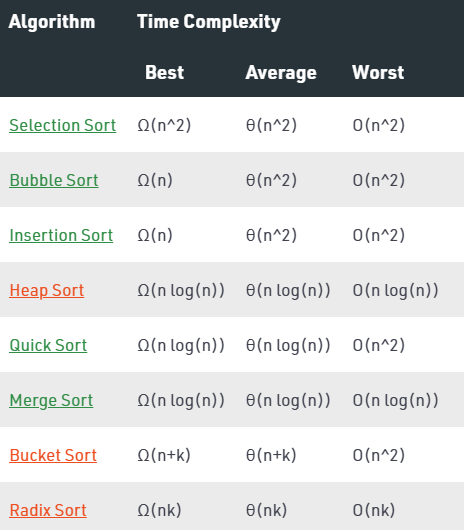 Algorithm Time Complexity
Best Average Worst
Selection Sort Ω(n^2) θ(n^2) O(n^2)
Bubble Sort Ω(n) θ(n^2) O(n^2)
Insertion Sort Ω(n) θ(n^2) O(n^2)
Heap Sort Ω(n log(n)) θ(n log(n)) O(n log(n))
Quick Sort Ω(n log(n)) θ(n log(n)) O(n^2)
Merge Sort Ω(n log(n)) θ(n log(n)) O(n log(n))
Bucket Sort Ω(n+k) θ(n+k) O(n^2)
Radix Sort Ω(nk) θ(nk) O(nk)